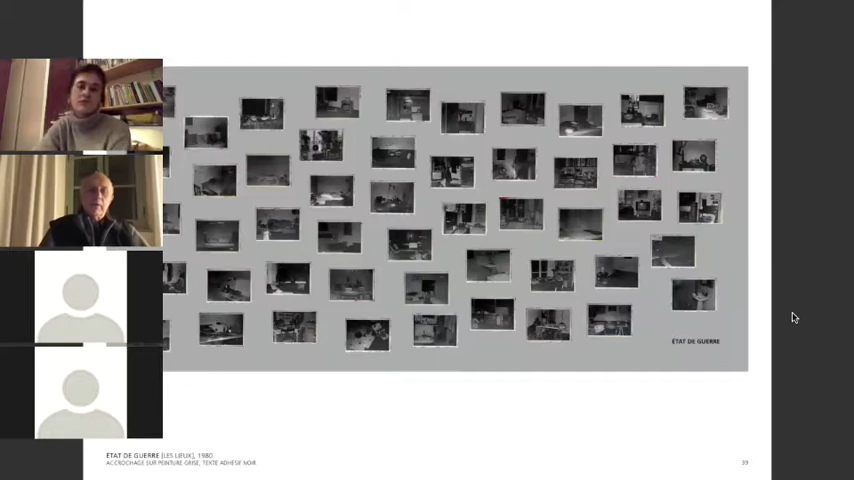 ÉTAT DE GUERRE
ÉTAT DE GUERRE [LES LIEUX], 1980
ACCROCHAGE SUR PEINTURE GRISE, TEXTE ADHÉSIF NOIR
39